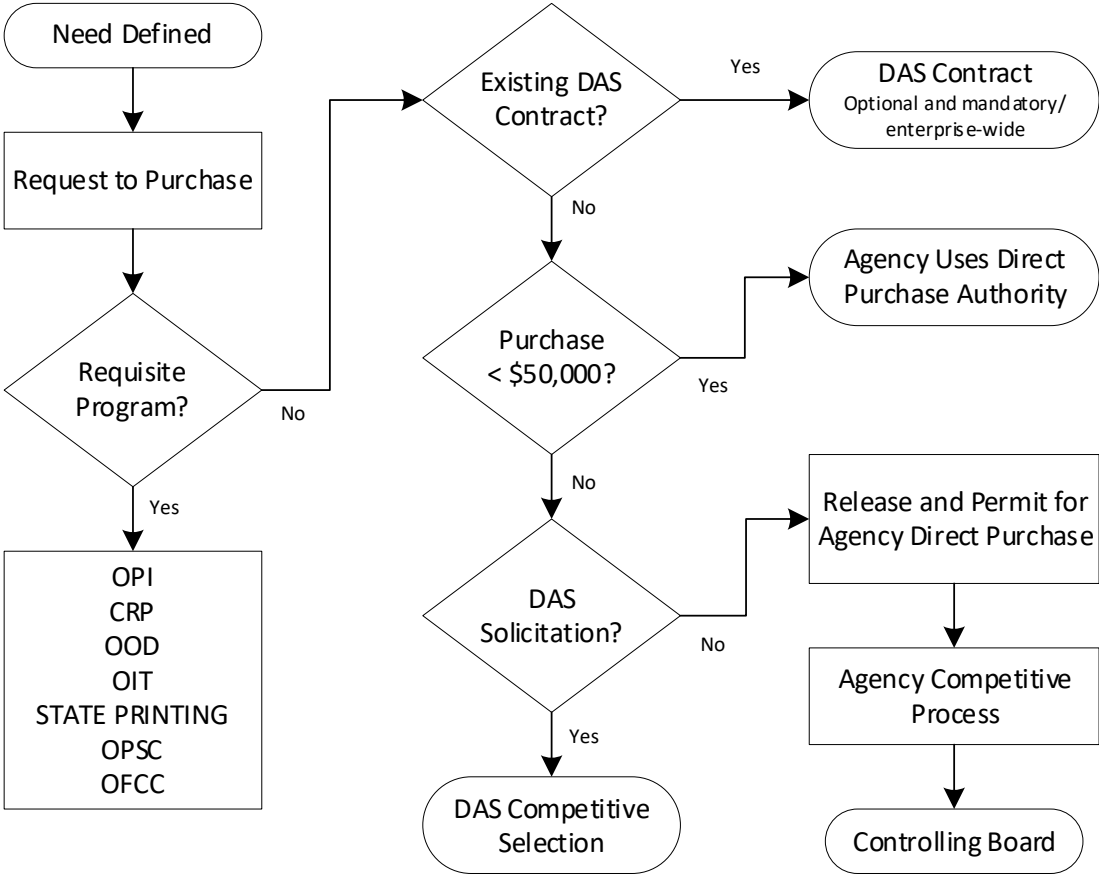 Need Defined
Request to Purchase
Requisite
Program?
No
Yes
OPI
CRP
OOD
OIT
STATE PRINTING
OPSC
OFCC
Existing DAS
Contract?
Yes
DAS Contract
Optional and mandatory/
enterprise-wide
No
Purchase
< $50,000?
Yes
Agency Uses Direct
Purchase Authority
No
DAS
Solicitation?
No
Release and Permit for
Agency Direct Purchase
Agency Competitive
Process
Controlling Board
Yes
DAS Competitive
Selection